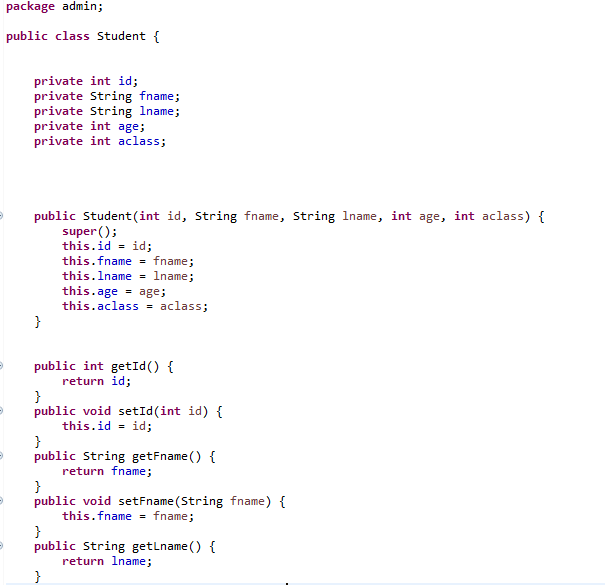 package admin;
public class Student {
private int id;
private String fname;
private String lname;
private int age;
private int aclass;
public Student(int id, String fname, String lname, int age, int aclass) {
super();
this.id = id;
this.fname = fname;
this.lname = lname;
this.age = age;
this.aclass = aclass;
}
public int getId() {
return id;
}
public void setId(int id) {
this.id = id;
}
public String getFname() {
return fname;
}
public void setFname(String fname) {
this.fname = fname;
}
public String getLname() {
return lname;
}